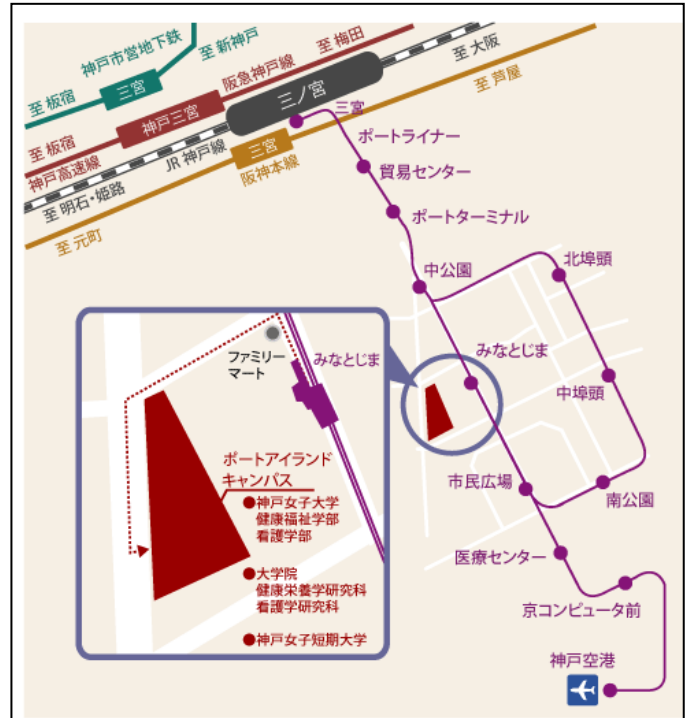 神戸市営地下鉄
至 新神戸
至 板宿
三宮
阪急神戸線
至 梅田
三ノ宮
至 大阪
至 板宿
神戸三宮
三宮
至 芦屋
神戸高速線
JR 神戸線
三宮
阪神本線
至 明石・姫路
至 元町
ポートライナー
貿易センター
ポートターミナル
中公園
北埠頭
みなとじま
中埠頭
市民広場
南公園
医療センター
京コンピュータ前
神戸空港
ファミリー
マート
みなとじま
ポートアイランド
キャンパス
●神戸女子大学
健康福祉学部
看護学部
●大学院
健康栄養学研究科
看護学研究科
●神戸女子短期大学